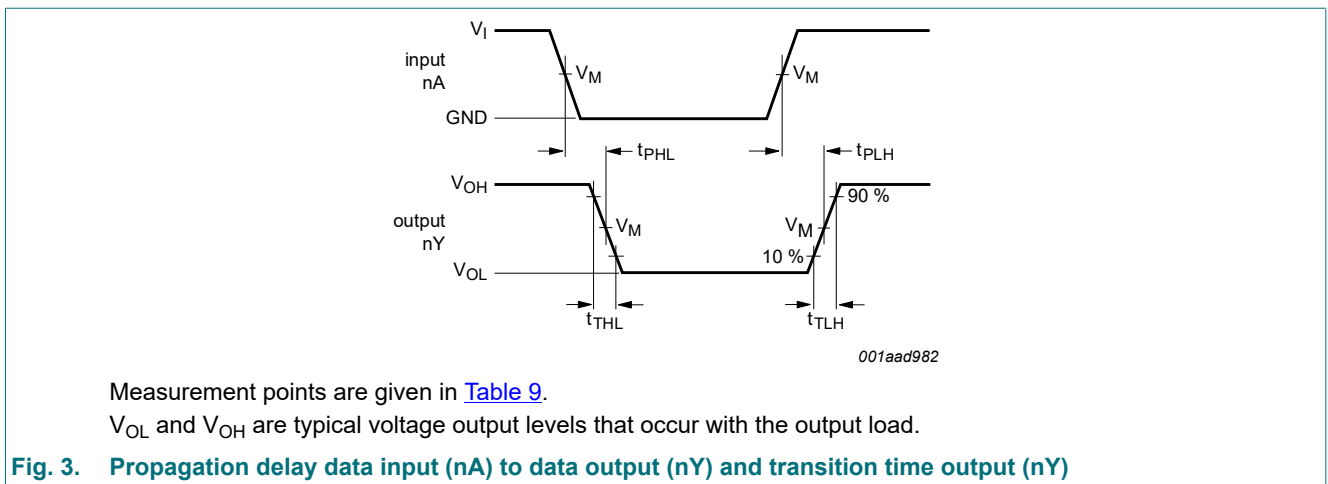 V_I
input
nA
V_M
V_M
GND
t_PHL
t_PLH
V_OH
90 %
output
nY
V_M
V_M
10 %
V_OL
t_THL
t_TLH
001aad982
Measurement points are given in Table 9.
V_OL and V_OH are typical voltage output levels that occur with the output load.
Fig. 3. Propagation delay data input (nA) to data output (nY) and transition time output (nY)